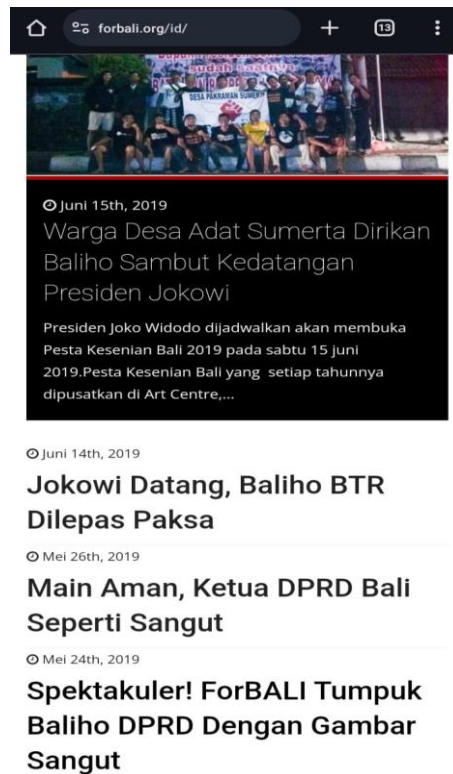 forbali.org/id/
13
sudah saatnya
DESA PAKRAMAN SUMERTA
Juni 15th, 2019
Warga Desa Adat Sumerta Dirikan
Baliho Sambut Kedatangan
Presiden Jokowi
Presiden Joko Widodo dijadwalkan akan membuka
Pesta Kesenian Bali 2019 pada sabtu 15 juni
2019.Pesta Kesenian Bali yang setiap tahunnya
dipusatkan di Art Centre,...
Juni 14th, 2019
Jokowi Datang, Baliho BTR
Dilepas Paksa
Mei 26th, 2019
Main Aman, Ketua DPRD Bali
Seperti Sangut
Mei 24th, 2019
Spektakuler! ForBALI Tumpuk
Baliho DPRD Dengan Gambar
Sangut